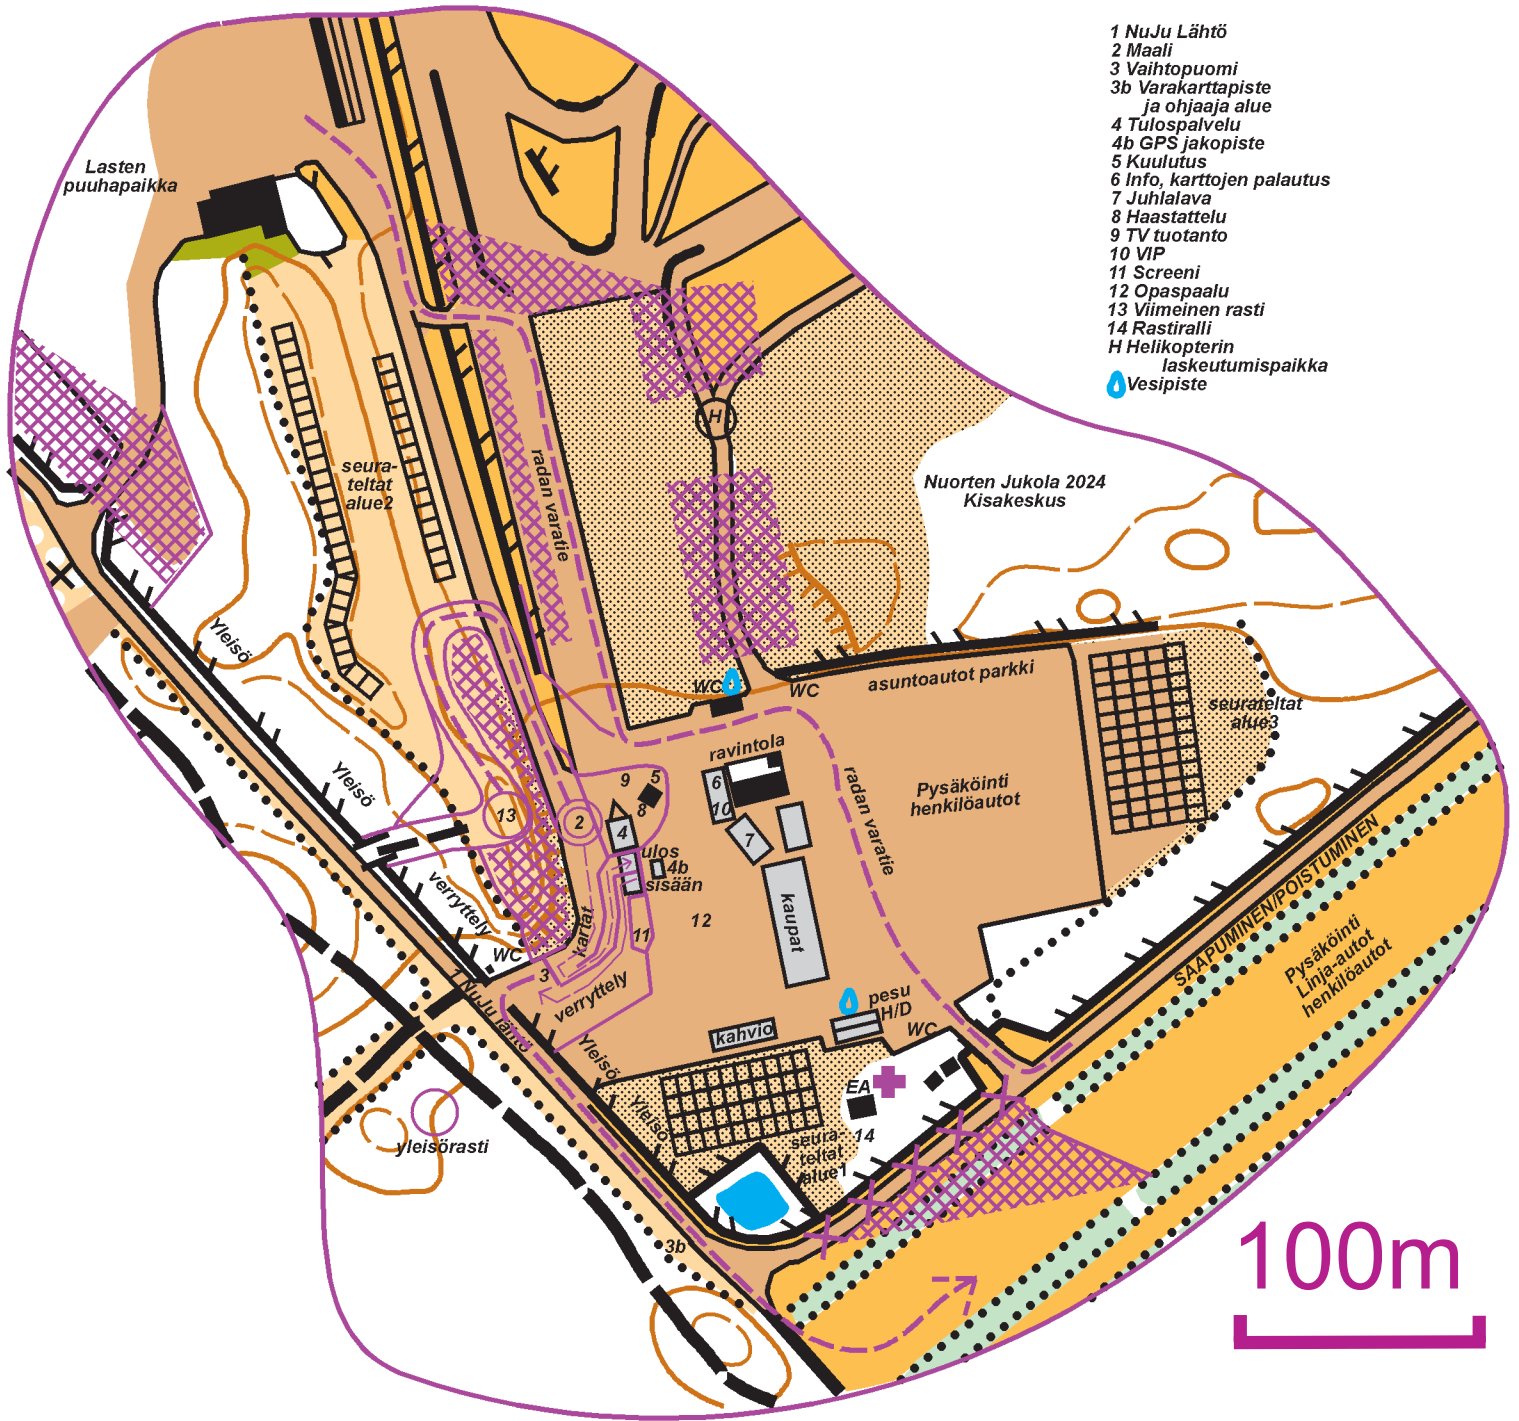 1 NuJu Lähtö
2 Maali
3 Vaihtopuomi
3b Varakarttapiste
ja ohjaaja alue
4 Tulospalvelu
4b GPS jakopiste
5 Kuulutus
6 Info, karttojen palautus
7 Juhlalava
8 Haastattelu
9 TV tuotanto
10 VIP
11 Screeni
12 Opaspaalu
13 Viimeinen rasti
14 Rastiralli
H Helikopterin
laskeutumispaikka
Vesipiste
Lasten
puuhapaikka
H
seura-
teltat
alue2
radan varatie
Nuorten Jukola 2024
Kisakeskus
Yleisö
WC
WC
asuntoautot parkki
seurateltat
alue3
Yleisö
ravintola
9
5
6
8
10
13
2
4
7
radan varatie
Pysäköinti
henkilöautot
ulos
4b
sisään
verryttely
kartat
11
12
kaupat
SAAPUMINEN/POISTUMINEN
Pysäköinti
Linja-autot
henkilöautot
WC
3
1
NuJu lähtö
verryttely
pesu
H/D
WC
kahvio
Yleisö
Yleisö
EA
14
seura
teltat
alue1
yleisörasti
3b
100m